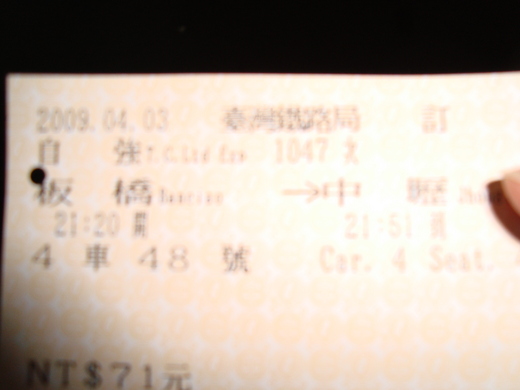 2009.04.03 臺灣鐵路局 訂
自 強 1047 次
板 橋 →中 壢
21:20 開 21:51 到
4 車 48 號 Car. 4 Seat.
NT$71元